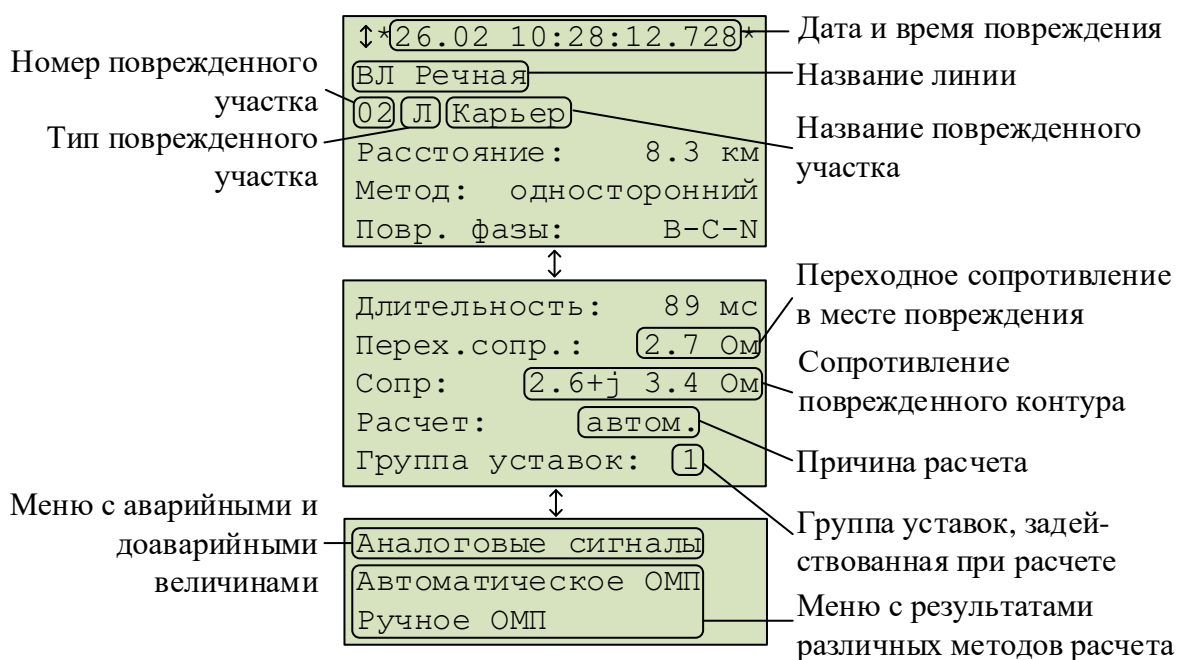 ↕*26.02 10:28:12.728*
ВЛ Речная
02 Л Карьер
Расстояние: 8.3 км
Метод: односторонний
Повр. фазы: B-C-N
Дата и время повреждения
Название линии
Название поврежденного
участка
Номер поврежденного
участка
Тип поврежденного
участка
↕
Длительность: 89 мс
Перех.сопр.: 2.7 Ом
Сопр: 2.6+j 3.4 Ом
Расчет: автом.
Группа уставок: 1
Переходное сопротивление
в месте повреждения
Сопротивление
поврежденного контура
Причина расчета
Группа уставок, задей-
ствованная при расчете
↕
Аналоговые сигналы
Автоматическое ОМП
Ручное ОМП
Меню с аварийными и
доаварийными
величинами
Меню с результатами
различных методов расчета